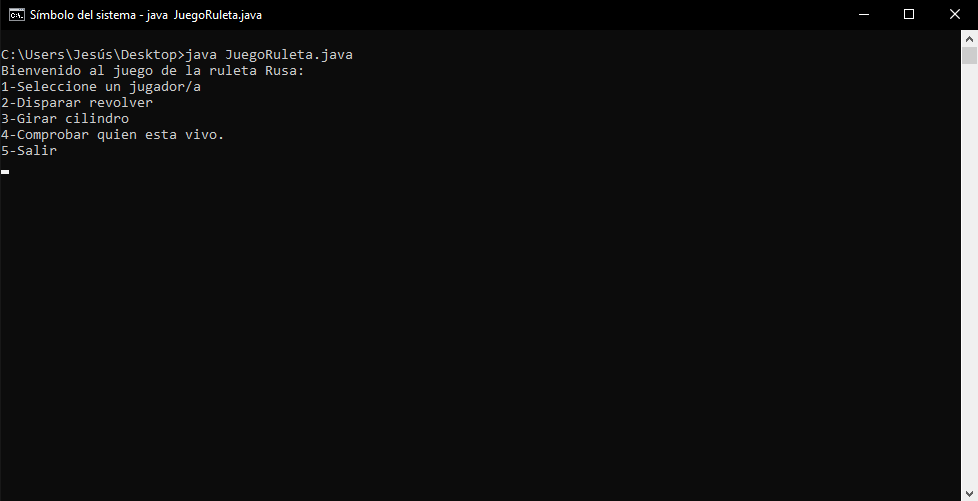 Símbolo del sistema - java  JuegoRuleta.java
C:\Users\Jesús\Desktop>java JuegoRuleta.java
Bienvenido al juego de la ruleta Rusa:
1-Seleccione un jugador/a
2-Disparar revolver
3-Girar cilindro
4-Comprobar quien esta vivo.
5-Salir